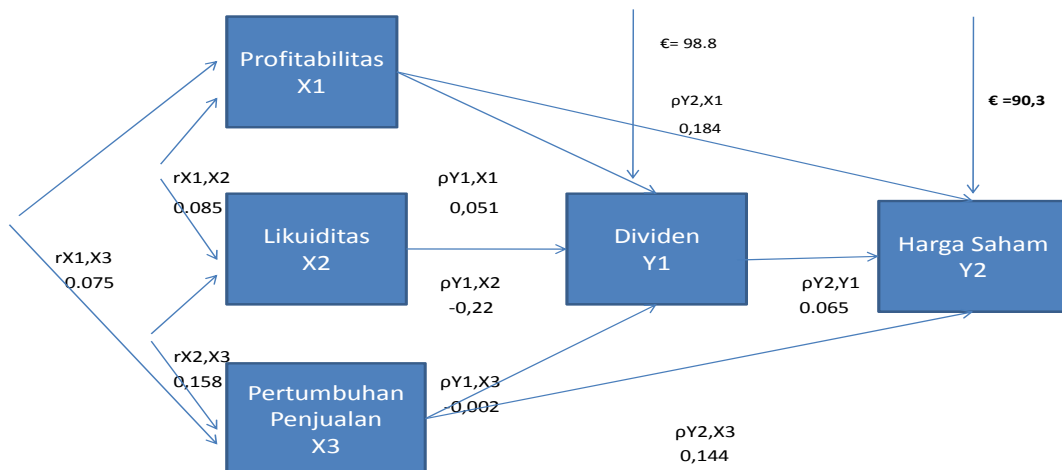 Profitabilitas
X1
€= 98.8
€ =90,3
ρY2,X1
0,184
rX1,X2
0.085
ρY1,X1
0,051
Likuiditas
X2
Dividen
Y1
Harga Saham
Y2
rX1,X3
0.075
ρY1,X2
-0,22
ρY2,Y1
0.065
rX2,X3
0,158
Pertumbuhan
Penjualan
X3
ρY1,X3
-0,002
ρY2,X3
0,144